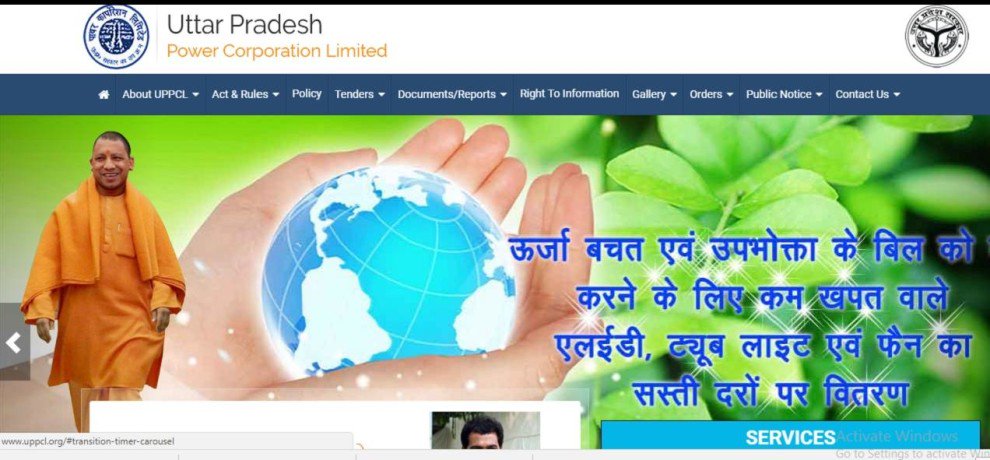 Uttar Pradesh
Power Corporation Limited
About UPPCL Act & Rules Policy Tenders Documents/Reports Right To Information Gallery Orders Public Notice Contact Us
ऊर्जा बचत एवं उपभोक्ता के बिल को
करने के लिए कम खपत वाले
एलईडी, ट्यूब लाइट एवं फैन का
सस्ती दरों पर वितरण
www.uppcl.org/#transition-timer-carousel
SERVICES
Activate Windows
Go to Settings to activate Win